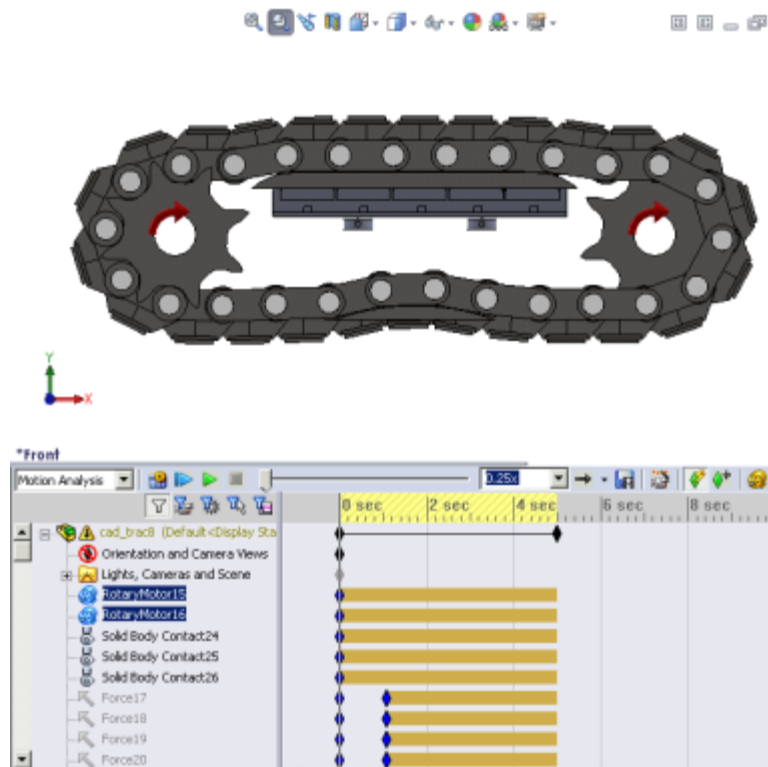 Y
X
*Front
Motion Analysis
0.25x
0 sec 2 sec 4 sec 6 sec 8 sec
cad_trac8 (Default<Display Sta
Orientation and Camera Views
Lights, Cameras and Scene
RotaryMotor15
RotaryMotor16
Solid Body Contact24
Solid Body Contact25
Solid Body Contact26
Force17
Force18
Force19
Force20